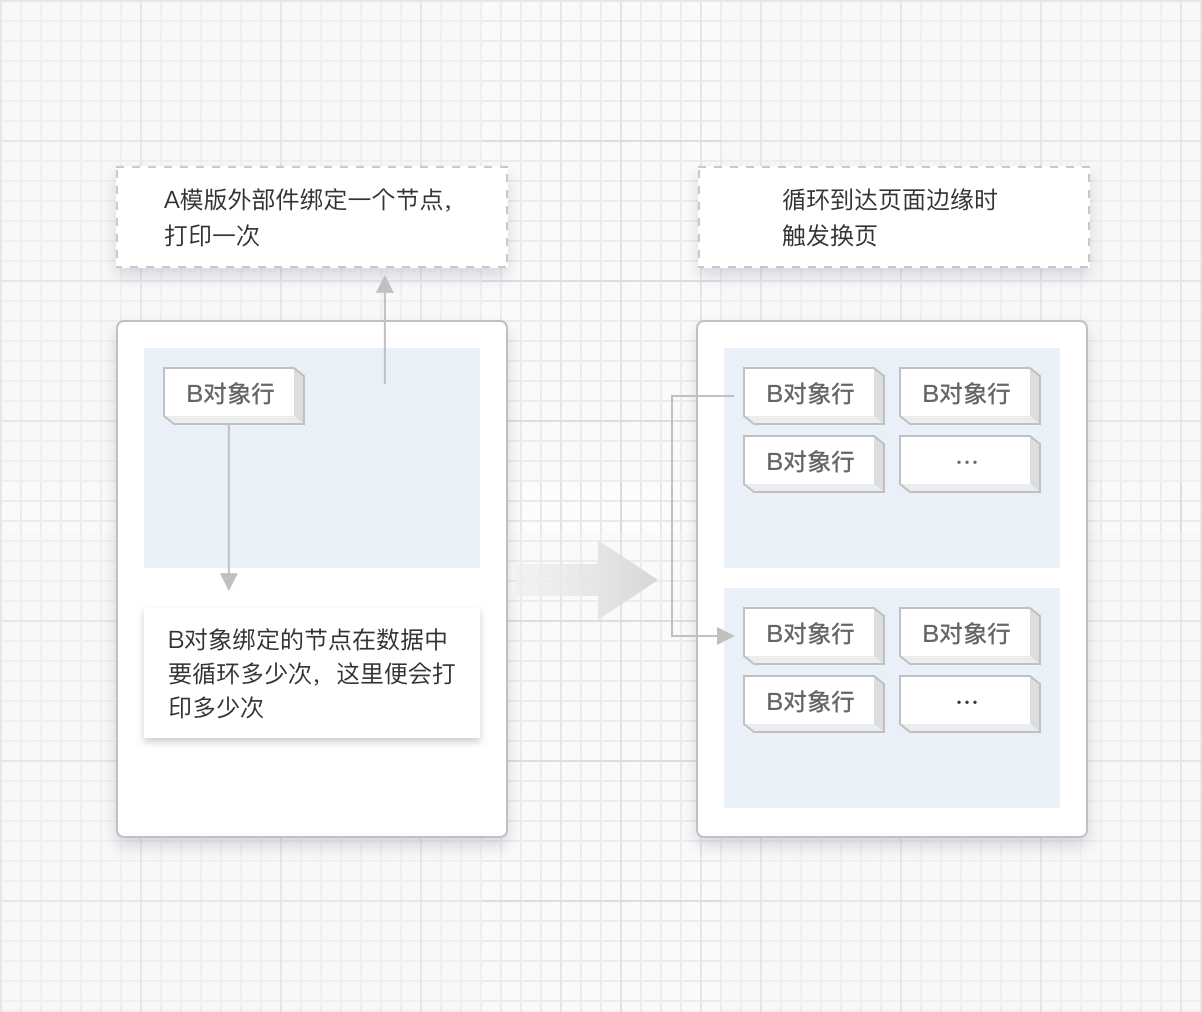 A模版外部件绑定一个节点，
打印一次
B对象行
B对象绑定的节点在数据中
要循环多少次，这里便会打
印多少次
循环到达页面边缘时
触发换页
B对象行 B对象行
B对象行 ...
B对象行 B对象行
B对象行 ...